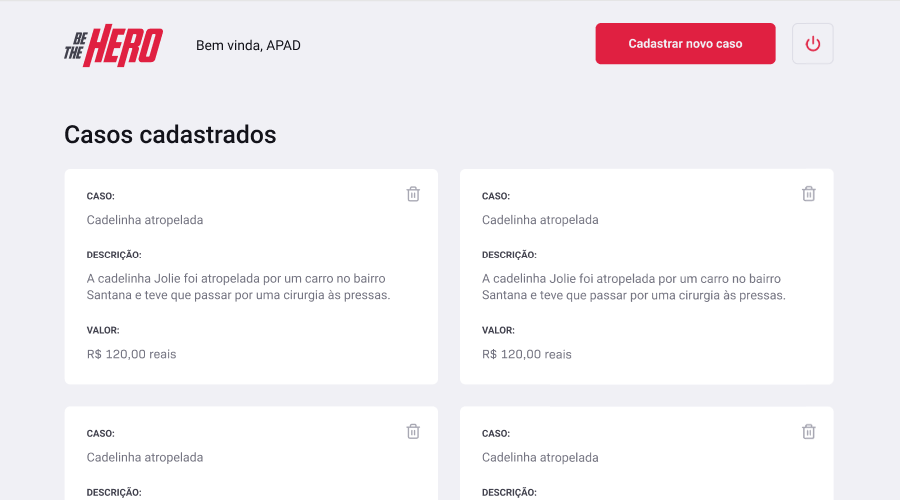 BE THE HERO
Bem vinda, APAD
Cadastrar novo caso
Casos cadastrados
CASO:
Cadelinha atropelada
DESCRIÇÃO:
A cadelinha Jolie foi atropelada por um carro no bairro
Santana e teve que passar por uma cirurgia às pressas.
VALOR:
R$ 120,00 reais
CASO:
Cadelinha atropelada
DESCRIÇÃO:
A cadelinha Jolie foi atropelada por um carro no bairro
Santana e teve que passar por uma cirurgia às pressas.
VALOR:
R$ 120,00 reais
CASO:
Cadelinha atropelada
DESCRIÇÃO:
CASO:
Cadelinha atropelada
DESCRIÇÃO: